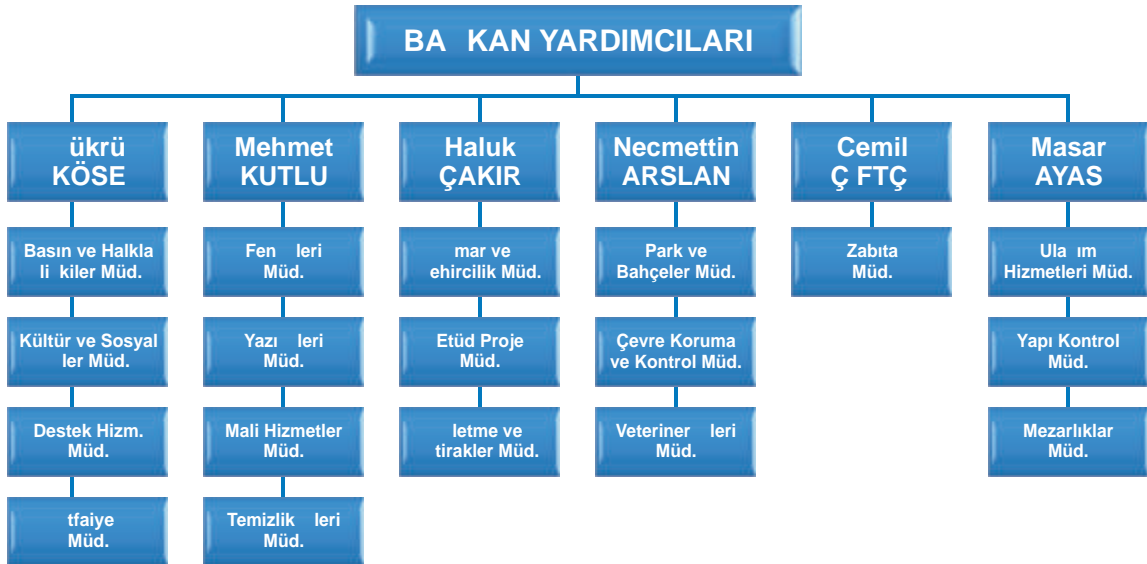 BA KAN YARDIMCILARI
ükrü
KÖSE
Mehmet
KUTLU
Haluk
ÇAKIR
Necmettin
ARSLAN
Cemil
Ç FTÇ
Masar
AYAS
Basın ve Halkla
li kiler Müd.
Fen leri
Müd.
mar ve
ehircilik Müd.
Park ve
Bahçeler Müd.
Zabıta
Müd.
Ula ım
Hizmetleri Müd.
Kültür ve Sosyal
ler Müd.
Yazı leri
Müd.
Etüd Proje
Müd.
Çevre Koruma
ve Kontrol Müd.
Yapı Kontrol
Müd.
Destek Hizm.
Müd.
Mali Hizmetler
Müd.
letme ve
tirakler Müd.
Veteriner leri
Müd.
Mezarlıklar
Müd.
tfaiye
Müd.
Temizlik leri
Müd.